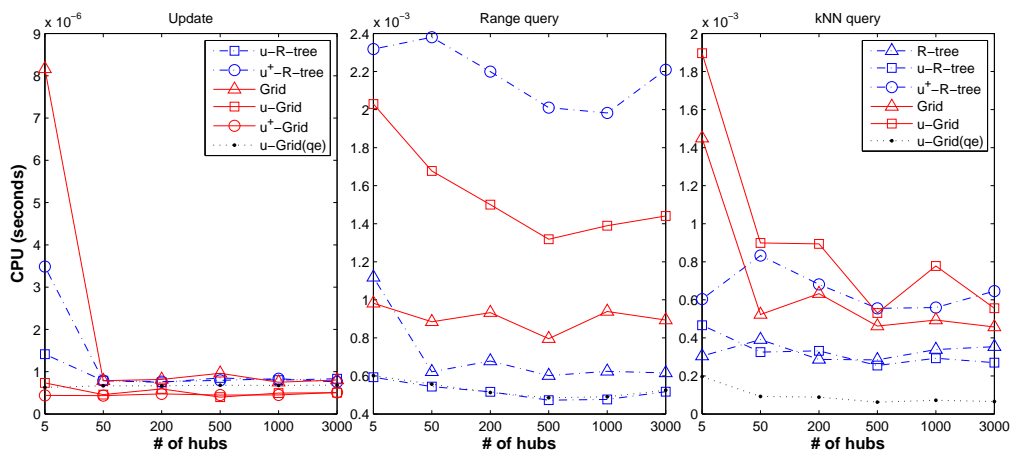 Update
Range query
kNN query
x 10⁻⁶
x 10⁻³
x 10⁻³
9
8
7
6
5
4
3
2
1
0
2.4
2.2
2
1.8
1.6
1.4
1.2
1
0.8
0.6
0.4
2
1.8
1.6
1.4
1.2
1
0.8
0.6
0.4
0.2
0
CPU (seconds)
u-R-tree
u⁺-R-tree
Grid
u-Grid
u⁺-Grid
u-Grid(qe)
R-tree
u-R-tree
u⁺-R-tree
Grid
u-Grid
u-Grid(qe)
5 50 200 500 1000 3000
5 50 200 500 1000 3000
5 50 200 500 1000 3000
# of hubs
# of hubs
# of hubs